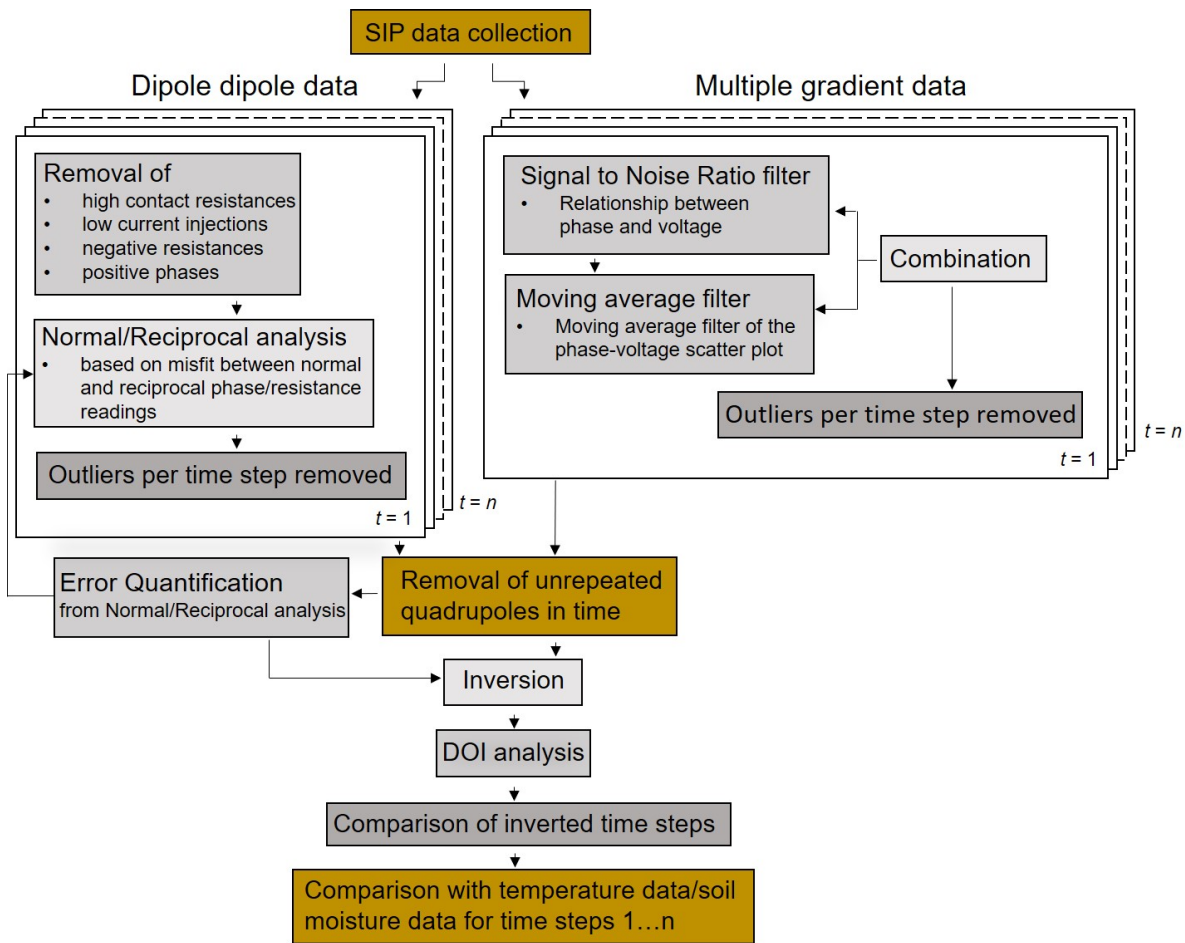 SIP data collection
Dipole dipole data
Removal of
• high contact resistances
• low current injections
• negative resistances
• positive phases
Normal/Reciprocal analysis
• based on misfit between normal
and reciprocal phase/resistance
readings
Outliers per time step removed
t = 1
t = n
Multiple gradient data
Signal to Noise Ratio filter
• Relationship between
phase and voltage
Moving average filter
• Moving average filter of the
phase-voltage scatter plot
Combination
Outliers per time step removed
t = 1
t = n
Error Quantification
from Normal/Reciprocal analysis
Removal of unrepeated
quadrupoles in time
Inversion
DOI analysis
Comparison of inverted time steps
Comparison with temperature data/soil
moisture data for time steps 1…n